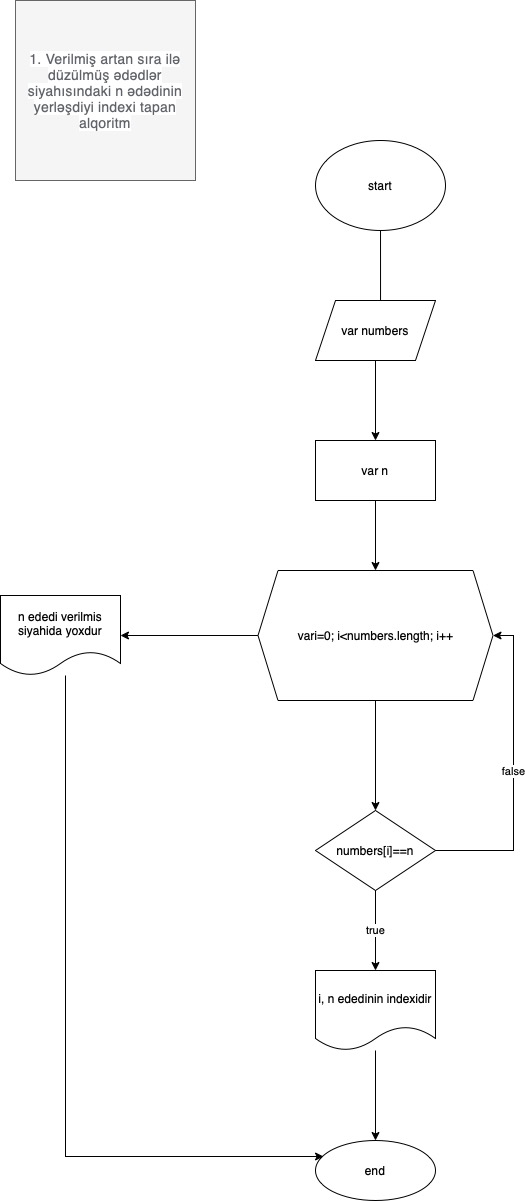 1. Verilmiş artan sıra ilə
düzülmüş ədədlər
siyahısındaki n ədədinin
yerləşdiyi indexi tapan
alqoritm
start
var numbers
var n
n ededi verilmis
siyahida yoxdur
vari=0; i<numbers.length; i++
false
numbers[i]==n
true
i, n ededinin indexidir
end